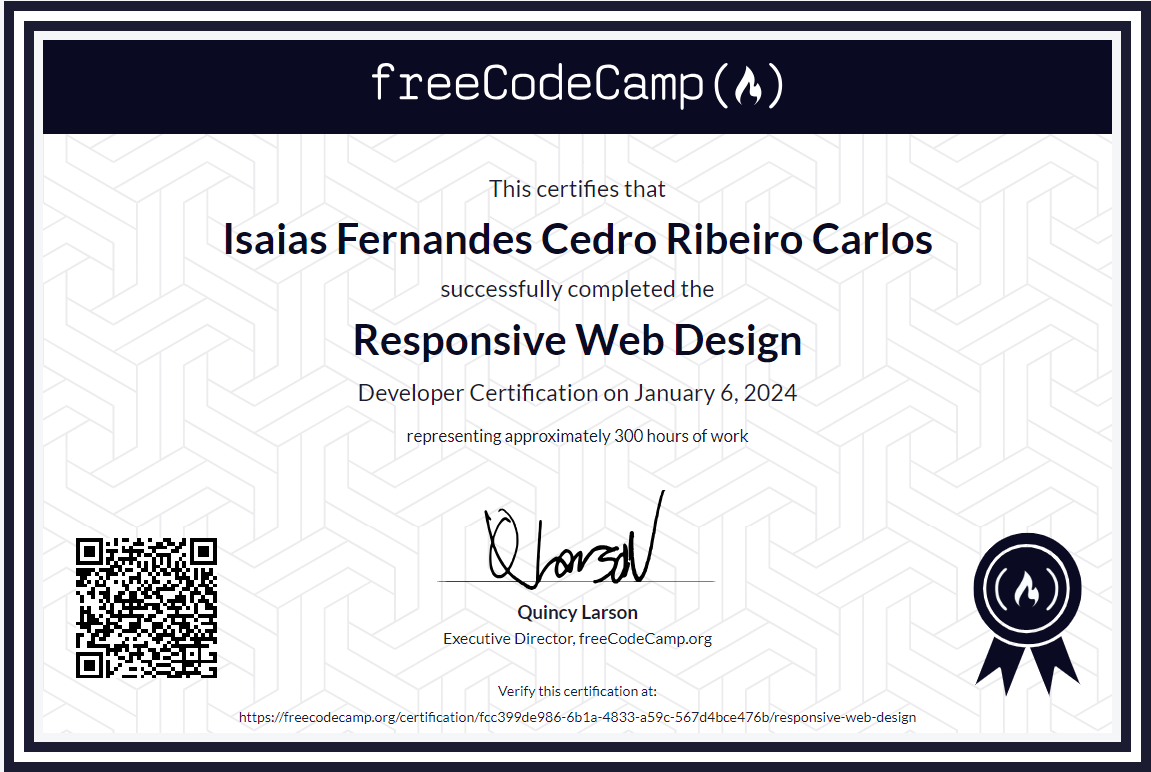 freeCodeCamp
This certifies that
Isaias Fernandes Cedro Ribeiro Carlos
successfully completed the
Responsive Web Design
Developer Certification on January 6, 2024
representing approximately 300 hours of work
Q Larson
Quincy Larson
Executive Director, freeCodeCamp.org
Verify this certification at:
https://freecodecamp.org/certification/fcc399de986-6b1a-4833-a59c-567d4bce476b/responsive-web-design